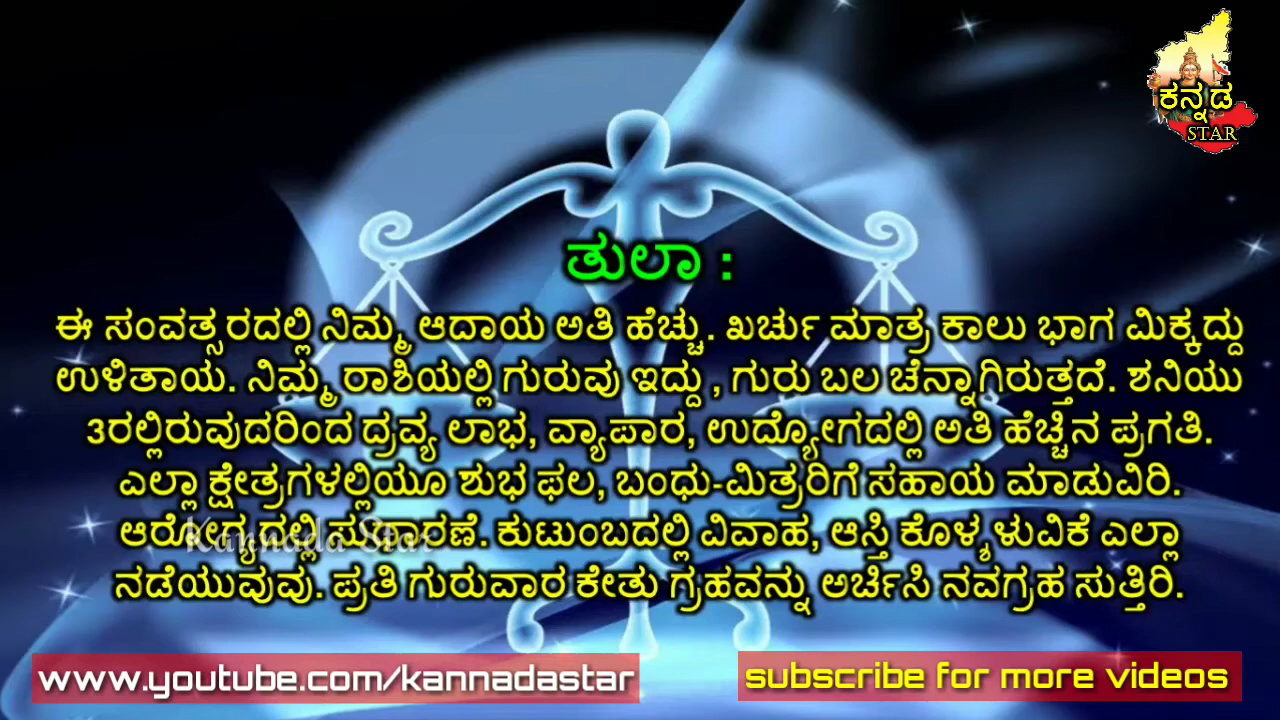 ಕನ್ನಡ
STAR
ತುಲಾ :
ಈ ಸಂವತ್ಸರದಲ್ಲಿ ನಿಮ್ಮ ಆದಾಯ ಅತಿ ಹೆಚ್ಚು. ಖರ್ಚು ಮಾತ್ರ ಕಾಲು ಭಾಗ ಮಿಕ್ಕದ್ದು
ಉಳಿತಾಯ. ನಿಮ್ಮ ರಾಶಿಯಲ್ಲಿ ಗುರುವು ಇದ್ದು, ಗುರು ಬಲ ಚೆನ್ನಾಗಿರುತ್ತದೆ. ಶನಿಯು
3ರಲ್ಲಿರುವುದರಿಂದ ದ್ರವ್ಯ ಲಾಭ, ವ್ಯಾಪಾರ, ಉದ್ಯೋಗದಲ್ಲಿ ಅತಿ ಹೆಚ್ಚಿನ ಪ್ರಗತಿ.
ಎಲ್ಲಾ ಕ್ಷೇತ್ರಗಳಲ್ಲಿಯೂ ಶುಭ ಫಲ, ಬಂಧು-ಮಿತ್ರರಿಗೆ ಸಹಾಯ ಮಾಡುವಿರಿ.
ಆರೋಗ್ಯದಲ್ಲಿ ಸುಧಾರಣೆ. ಕುಟುಂಬದಲ್ಲಿ ವಿವಾಹ, ಆಸ್ತಿ ಕೊಳ್ಳುಳುವಿಕೆ ಎಲ್ಲಾ
Kannada Star
ನಡೆಯುವುವು. ಪ್ರತಿ ಗುರುವಾರ ಕೇತು ಗ್ರಹವನ್ನು ಅರ್ಚಿಸಿ ನವಗ್ರಹ ಸುತ್ತಿರಿ.
www.youtube.com/kannadastar
subscribe for more videos